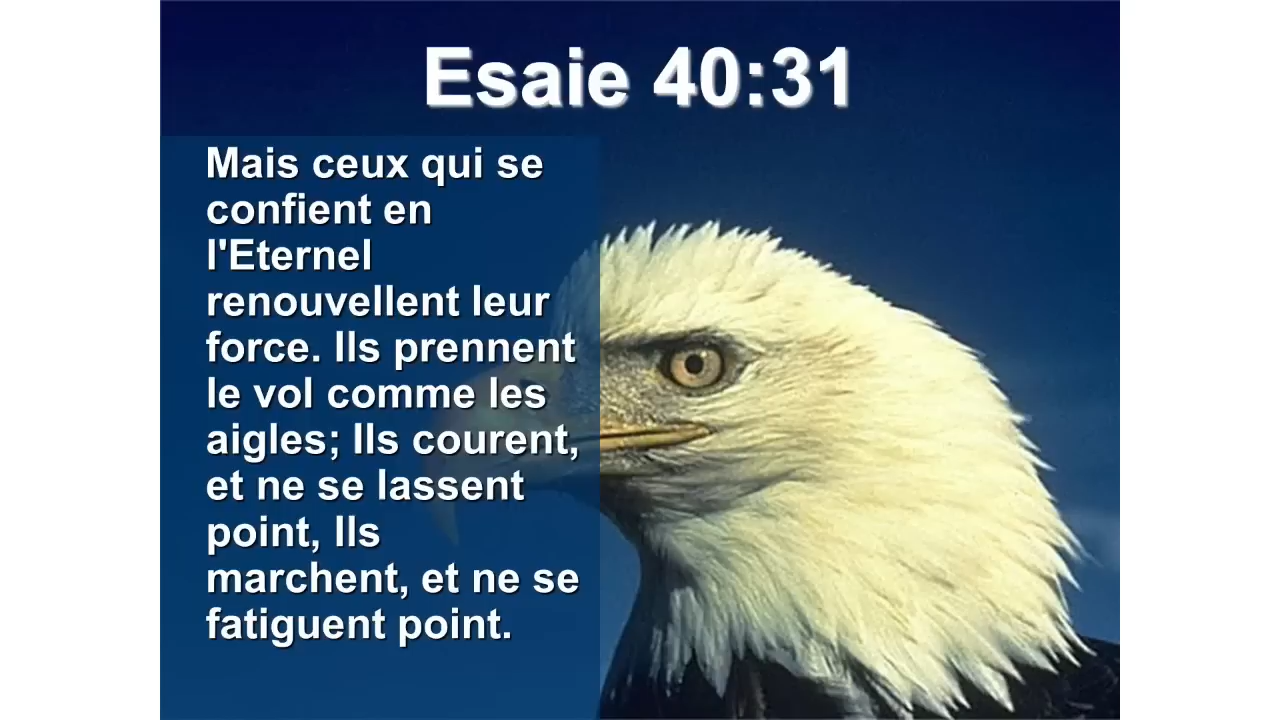 Esaie 40:31
Mais ceux qui se
confient en
l'Eternel
renouvellent leur
force. Ils prennent
le vol comme les
aigles; Ils courent,
et ne se lassent
point, Ils
marchent, et ne se
fatiguent point.